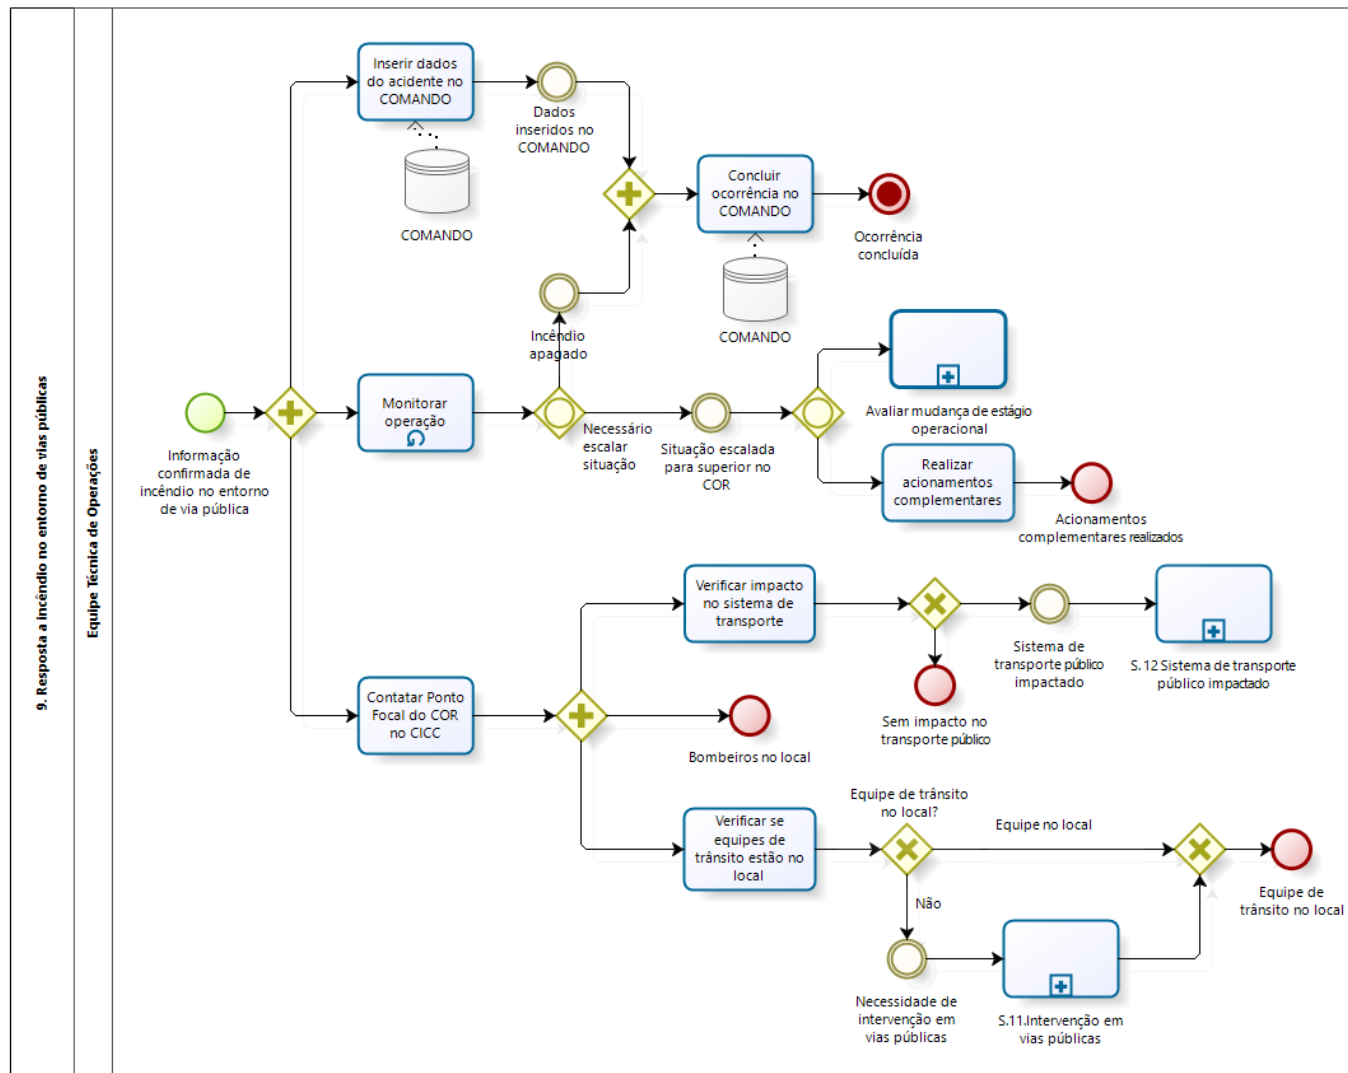 9. Resposta a incêndio no entorno de vias públicas
Equipe Técnica de Operações
Inserir dados
do acidente no
COMANDO
Dados
inseridos no
COMANDO
COMANDO
Concluir
ocorrência no
COMANDO
Ocorrência
concluída
COMANDO
Incêndio
apagado
Informação
confirmada de
incêndio no entorno
de via pública
Monitorar
operação
Necessário
escalar
situação
Situação escalada
para superior no
COR
Avaliar mudança de estágio
operacional
Realizar
acionamentos
complementares
Acionamentos
complementares realizados
Verificar impacto
no sistema de
transporte
Sistema de
transporte público
impactado
S.12 Sistema de transporte
público impactado
Sem impacto no
transporte público
Contatar Ponto
Focal do COR
no CICC
Bombeiros no local
Verificar se
equipes de
trânsito estão no
local
Equipe de trânsito
no local?
Equipe no local
Equipe de
trânsito no local
Não
Necessidade de
intervenção em
vias públicas
S.11.Intervenção em
vias públicas